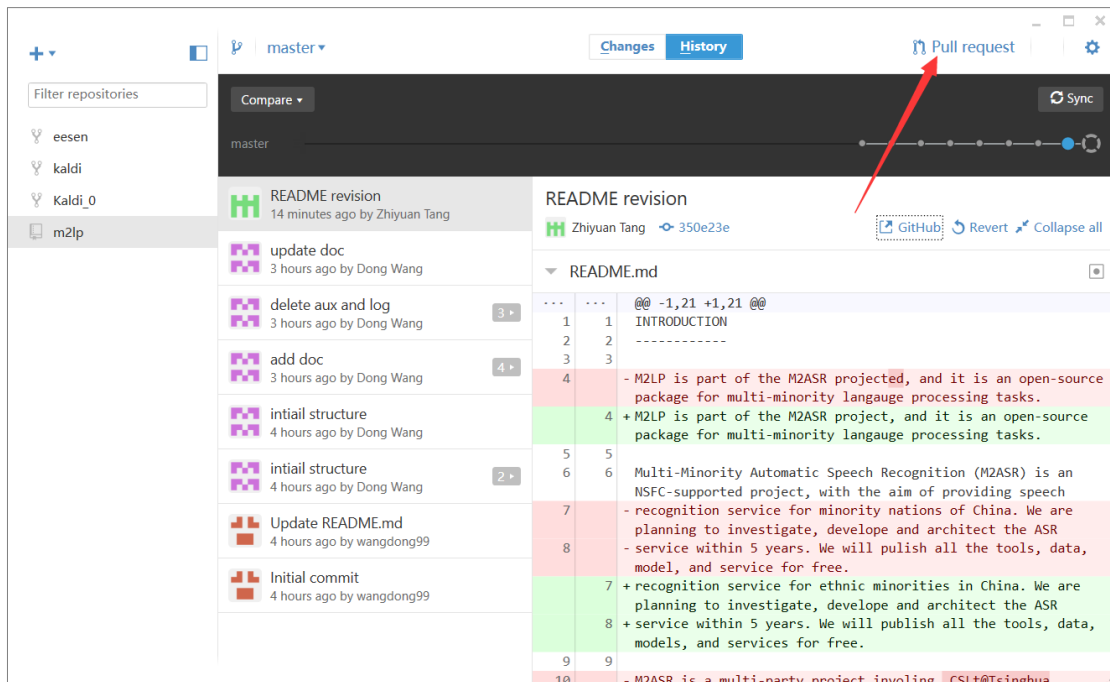 master
Changes
History
Pull request
Filter repositories
Compare
Sync
master
eesen
kaldi
Kaldi_0
m2lp
README revision
14 minutes ago by Zhiyuan Tang
update doc
3 hours ago by Dong Wang
delete aux and log
3 hours ago by Dong Wang
3
add doc
3 hours ago by Dong Wang
4
intiail structure
4 hours ago by Dong Wang
intiail structure
4 hours ago by Dong Wang
2
Update README.md
4 hours ago by wangdong99
Initial commit
4 hours ago by wangdong99
README revision
Zhiyuan Tang 350e23e GitHub Revert Collapse all
README.md
... ... @@ -1,21 +1,21 @@
1 1 INTRODUCTION
2 2 ------------
3 3
4 - M2LP is part of the M2ASR projected, and it is an open-source
package for multi-minority langauge processing tasks.
4 + M2LP is part of the M2ASR project, and it is an open-source
package for multi-minority langauge processing tasks.
5 5
6 6 Multi-Minority Automatic Speech Recognition (M2ASR) is an
NSFC-supported project, with the aim of providing speech
7 - recognition service for minority nations of China. We are
planning to investigate, develope and architect the ASR
8 - service within 5 years. We will pulish all the tools, data,
model, and service for free.
7 + recognition service for ethnic minorities in China. We are
planning to investigate, develope and architect the ASR
8 + service within 5 years. We will publish all the tools, data,
models, and services for free.
9 9
10 - M2ASR is a multi-party project involing CSLt@Tsinghua